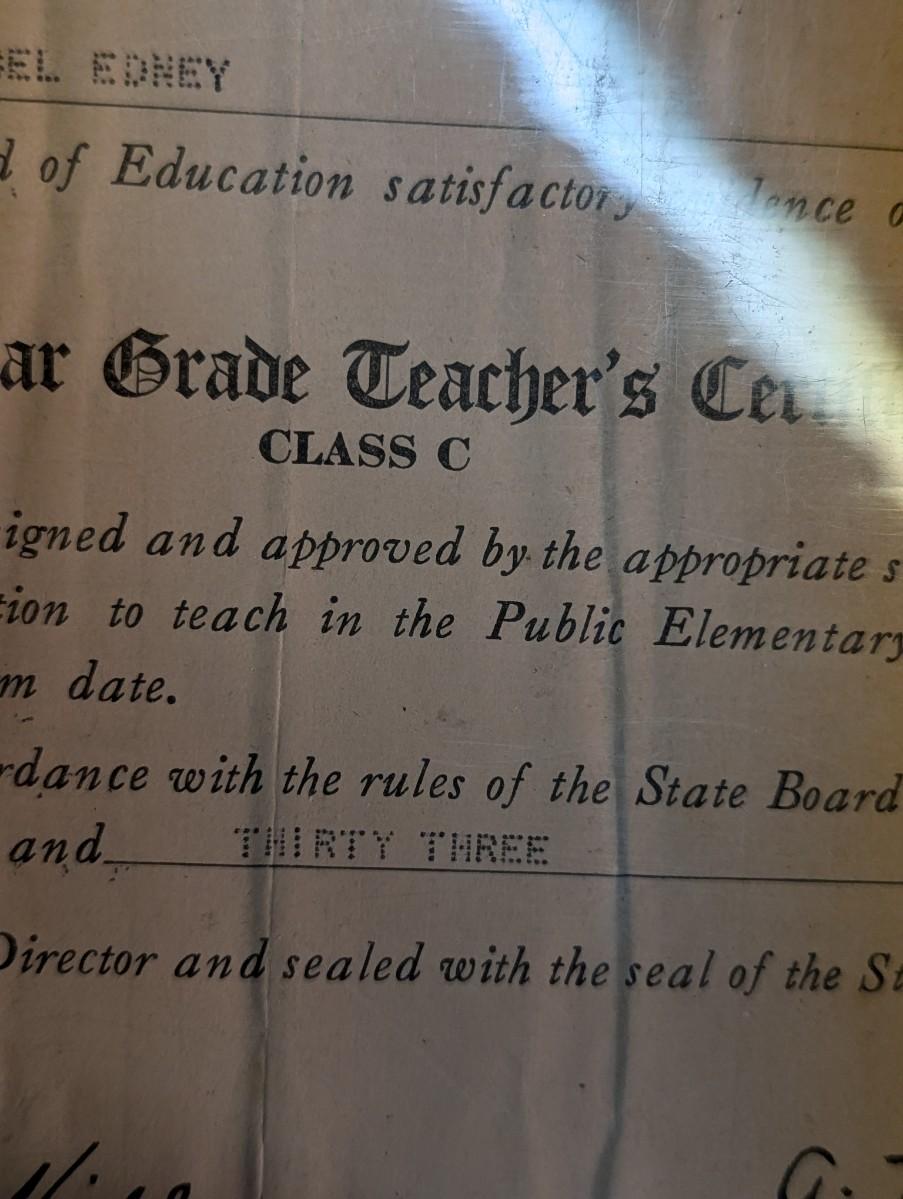 EL EDNEY
d of Education satisfactory
ar Grade Teacher's
CLASS C
igned and approved by the appropriate s
tion to teach in the Public Elementary
m date.
rdance with the rules of the State Board
and THIRTY THREE
Director and sealed with the seal of the St